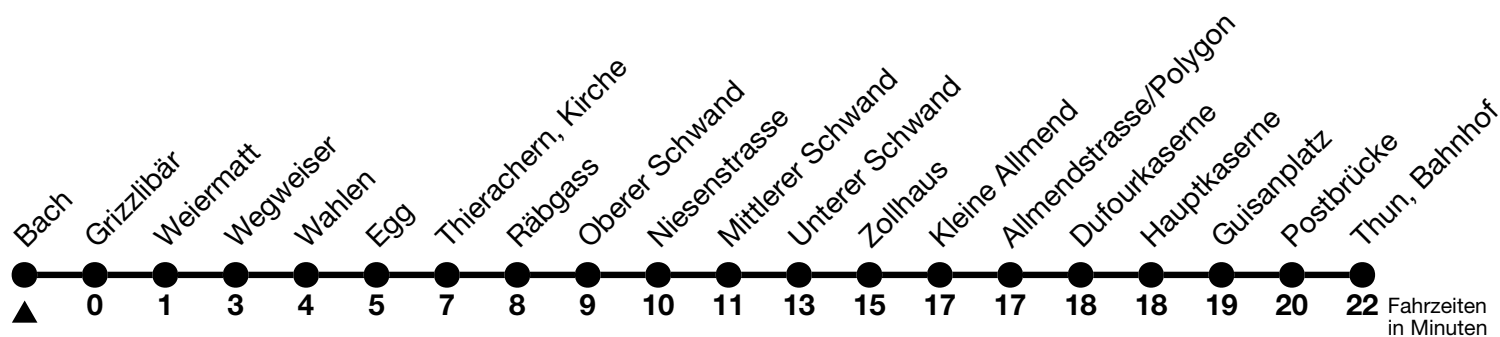 Bach
Grizzlibär
Weiermatt
Wegweiser
Wahlen
Egg
Thierachern, Kirche
Räbgass
Oberer Schwand
Niesenstrasse
Mittlerer Schwand
Unterer Schwand
Zollhaus
Kleine Allmend
Allmendstrasse/Polygon
Dufourkaserne
Hauptkaserne
Guisanplatz
Postbrücke
Thun, Bahnhof
0 1 3 4 5 7 8 9 10 11 13 15 17 17 18 18 19 20 22 Fahrzeiten
in Minuten